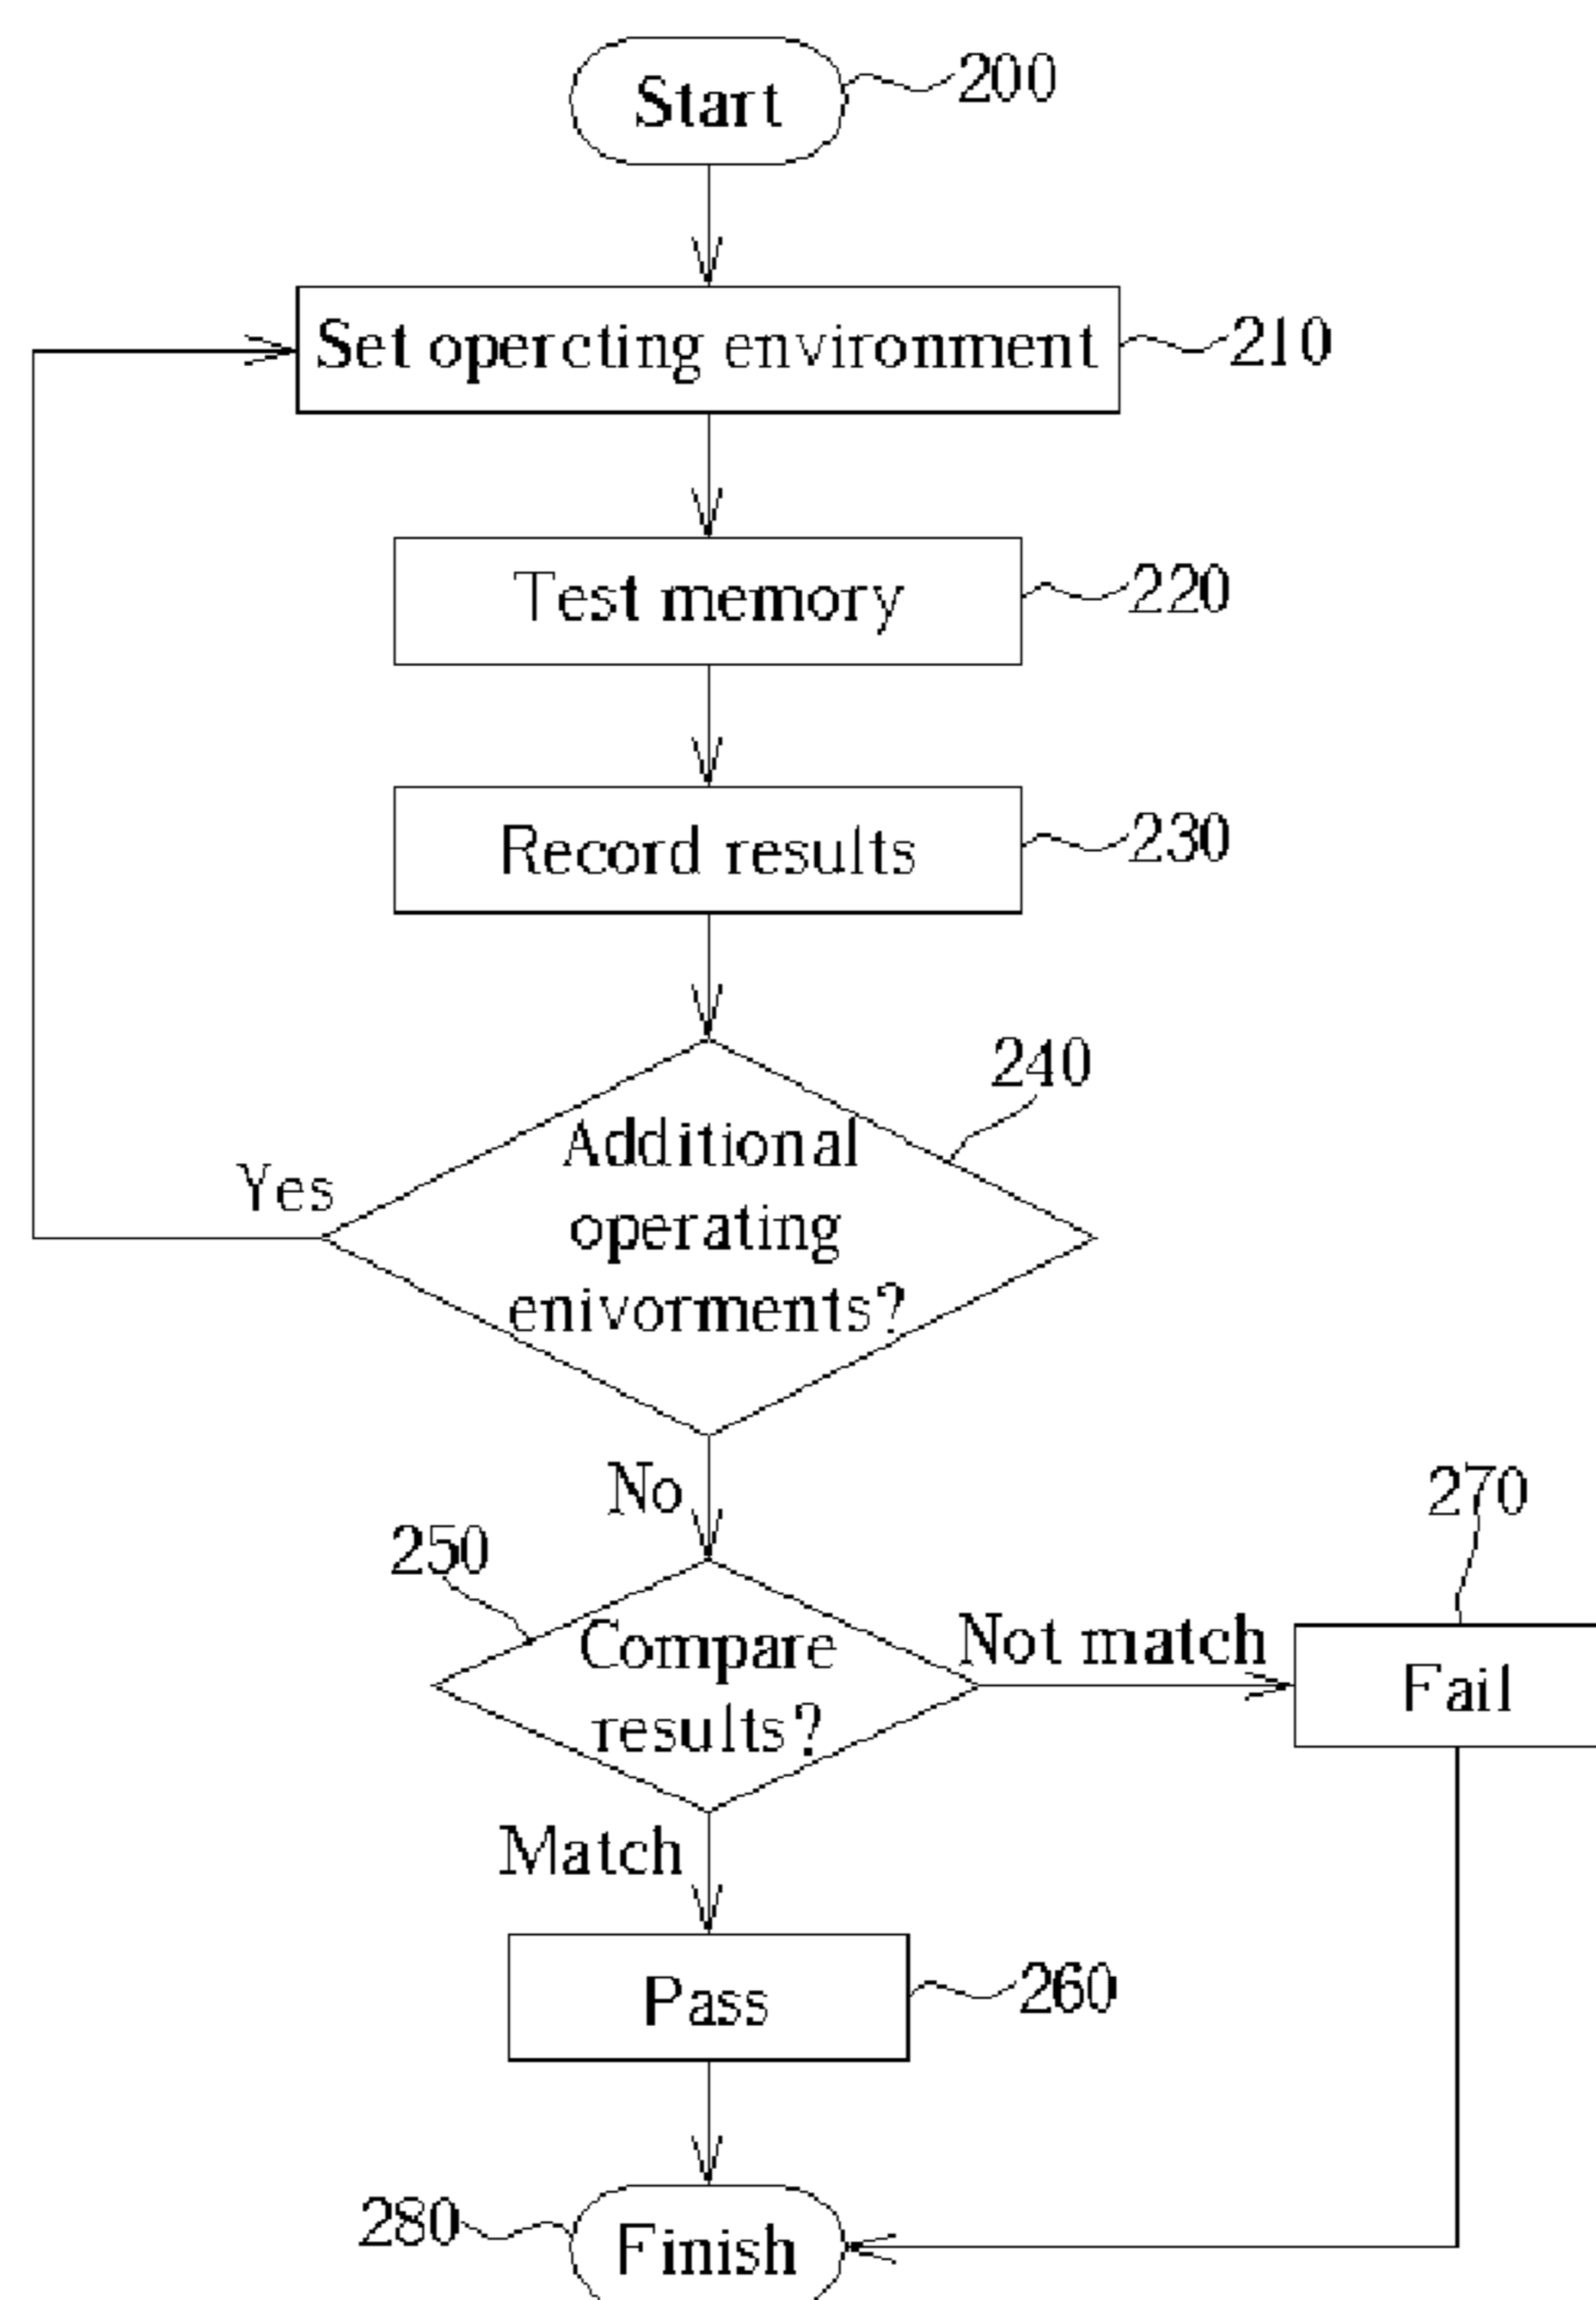 Start
200
Set opercting environment
210
Test memory
220
Record results
230
240
Additional
operating
enivorments?
Yes
No
250
270
Compare
results?
Not match
Fail
Match
Pass
260
280
Finish